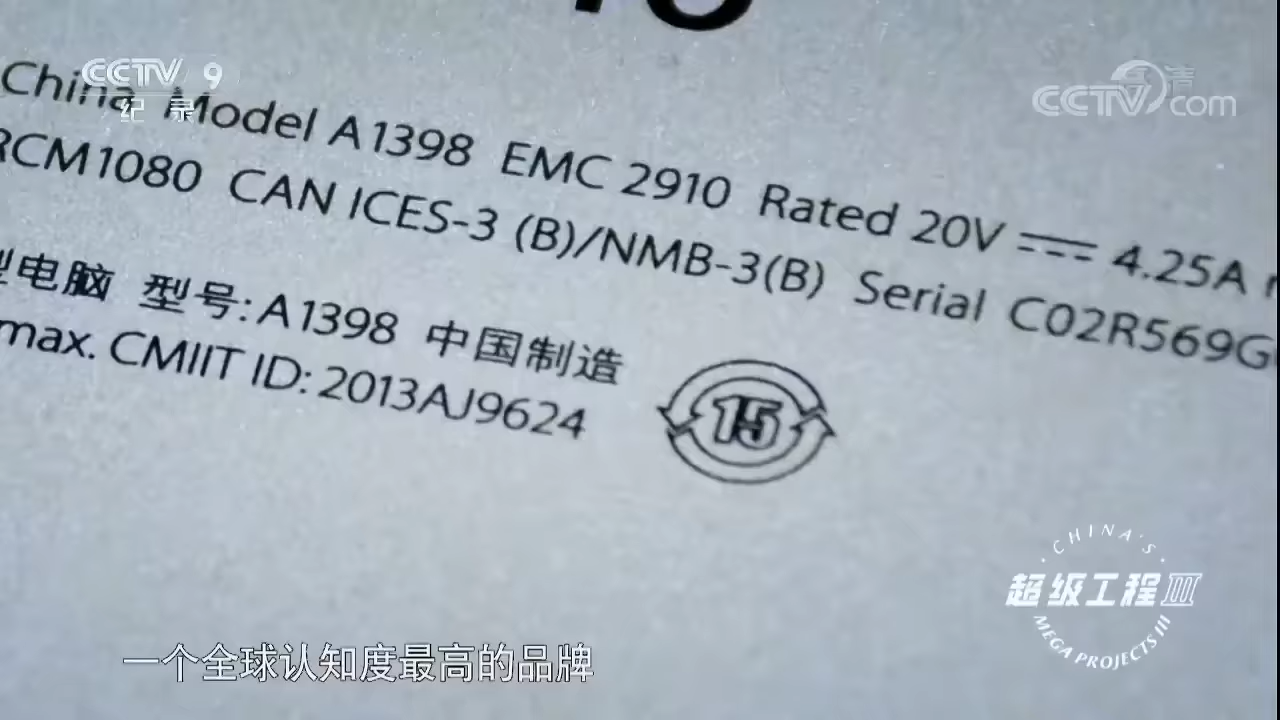 CCTV 9
纪录
高清
CCTV.com
China Model A1398 EMC 2910 Rated 20V 4.25A
RCM1080 CAN ICES-3 (B)/NMB-3(B) Serial C02R569G
型电脑 型号: A1398 中国制造
max. CMIIT ID: 2013AJ9624
15
CHINA'S
超级工程III
MEGA PROJECTS III
一个全球认知度最高的品牌